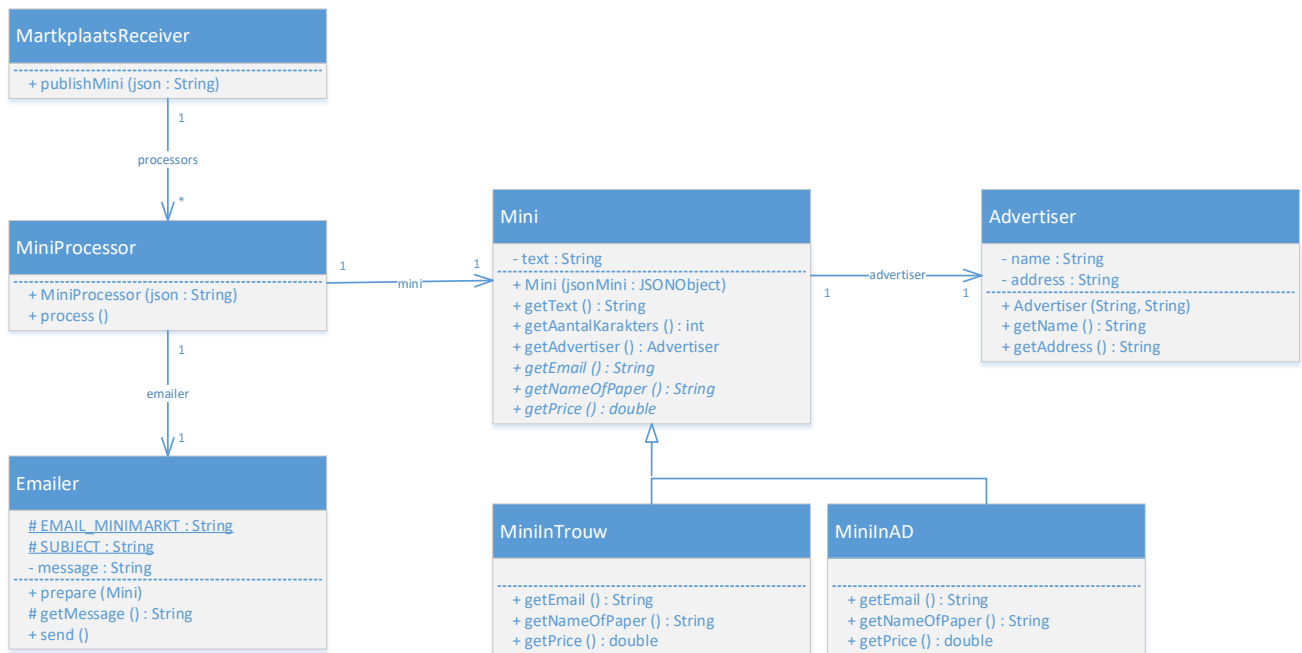 MartkplaatsReceiver
+ publishMini (json : String)
1
processors
*
MiniProcessor
+ MiniProcessor (json : String)
+ process ()
1
mini
1
1
emailer
1
Emailer
# EMAIL_MINIMARKT : String
# SUBJECT : String
- message : String
+ prepare (Mini)
# getMessage () : String
+ send ()
Mini
- text : String
+ Mini (jsonMini : JSONObject)
+ getText () : String
+ getAantalKarakters () : int
+ getAdvertiser () : Advertiser
+ getEmail () : String
+ getNameOfPaper () : String
+ getPrice () : double
advertiser
1
1
Advertiser
- name : String
- address : String
+ Advertiser (String, String)
+ getName () : String
+ getAddress () : String
MiniInTrouw
+ getEmail () : String
+ getNameOfPaper () : String
+ getPrice () : double
MiniInAD
+ getEmail () : String
+ getNameOfPaper () : String
+ getPrice () : double